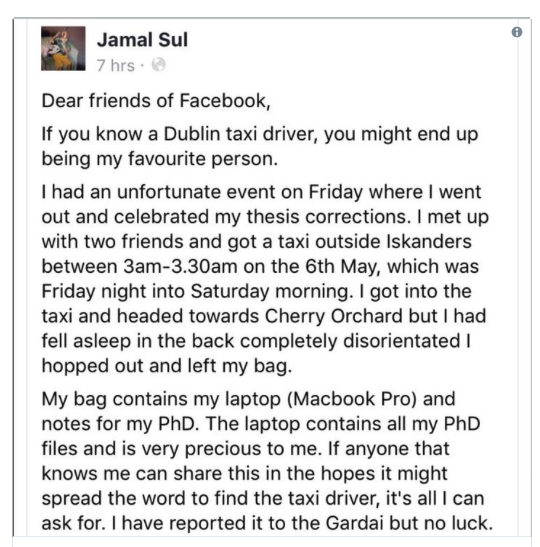 Jamal Sul
7 hrs ·
Dear friends of Facebook,
If you know a Dublin taxi driver, you might end up
being my favourite person.
I had an unfortunate event on Friday where I went
out and celebrated my thesis corrections. I met up
with two friends and got a taxi outside Iskanders
between 3am-3.30am on the 6th May, which was
Friday night into Saturday morning. I got into the
taxi and headed towards Cherry Orchard but I had
fell asleep in the back completely disorientated I
hopped out and left my bag.
My bag contains my laptop (Macbook Pro) and
notes for my PhD. The laptop contains all my PhD
files and is very precious to me. If anyone that
knows me can share this in the hopes it might
spread the word to find the taxi driver, it's all I can
ask for. I have reported it to the Gardai but no luck.